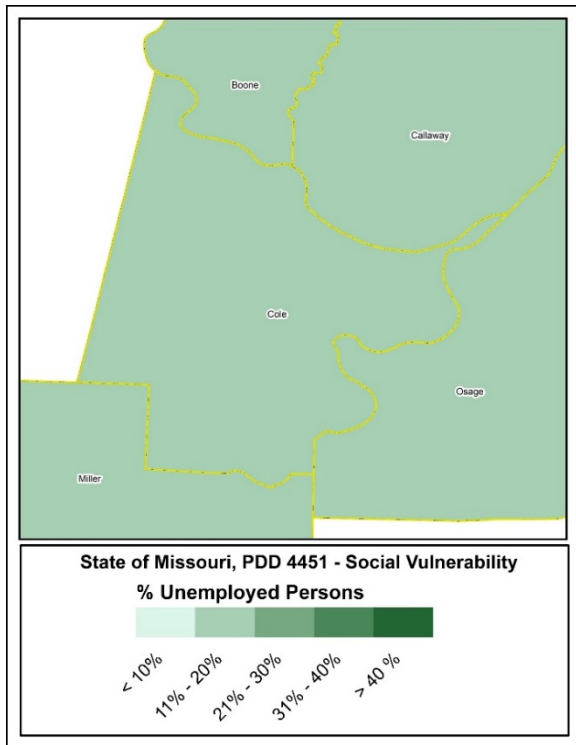 Boone
Callaway
Cole
Osage
Miller
State of Missouri, PDD 4451 - Social Vulnerability
% Unemployed Persons
< 10%
11% - 20%
21% - 30%
31% - 40%
> 40 %